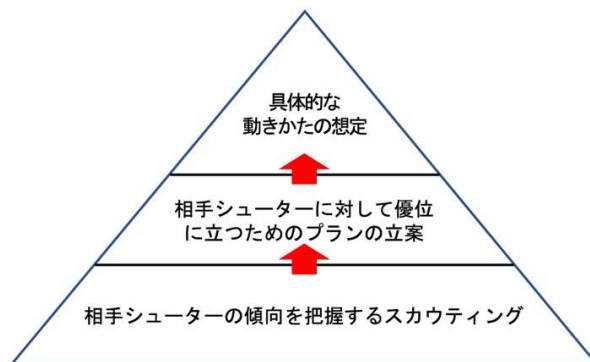 具体的な
動きかたの想定
相手シューターに対して優位
に立つためのプランの立案
相手シューターの傾向を把握するスカウティング